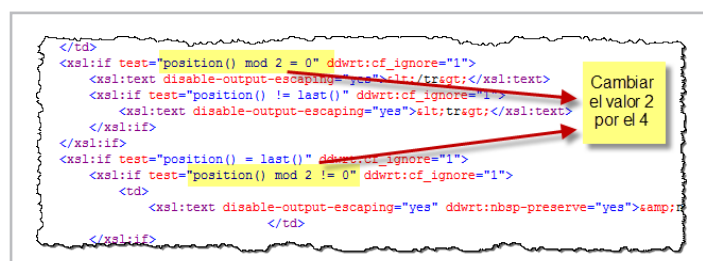 </td>
<xsl:if test="position() mod 2 = 0" ddwrt:cf_ignore="1">
<xsl:text disable-output-escaping="yes">&lt;/tr&gt;</xsl:text>
<xsl:if test="position() != last()" ddwrt:cf_ignore="1">
<xsl:text disable-output-escaping="yes">&lt;tr&gt;</xsl:text>
</xsl:if>
</xsl:if>
<xsl:if test="position() = last()" ddwrt:cf_ignore="1">
<xsl:if test="position() mod 2 != 0" ddwrt:cf_ignore="1">
<td>
<xsl:text disable-output-escaping="yes" ddwrt:nbsp-preserve="yes">&amp;
</td>
</xsl:if>
Cambiar
el valor 2
por el 4